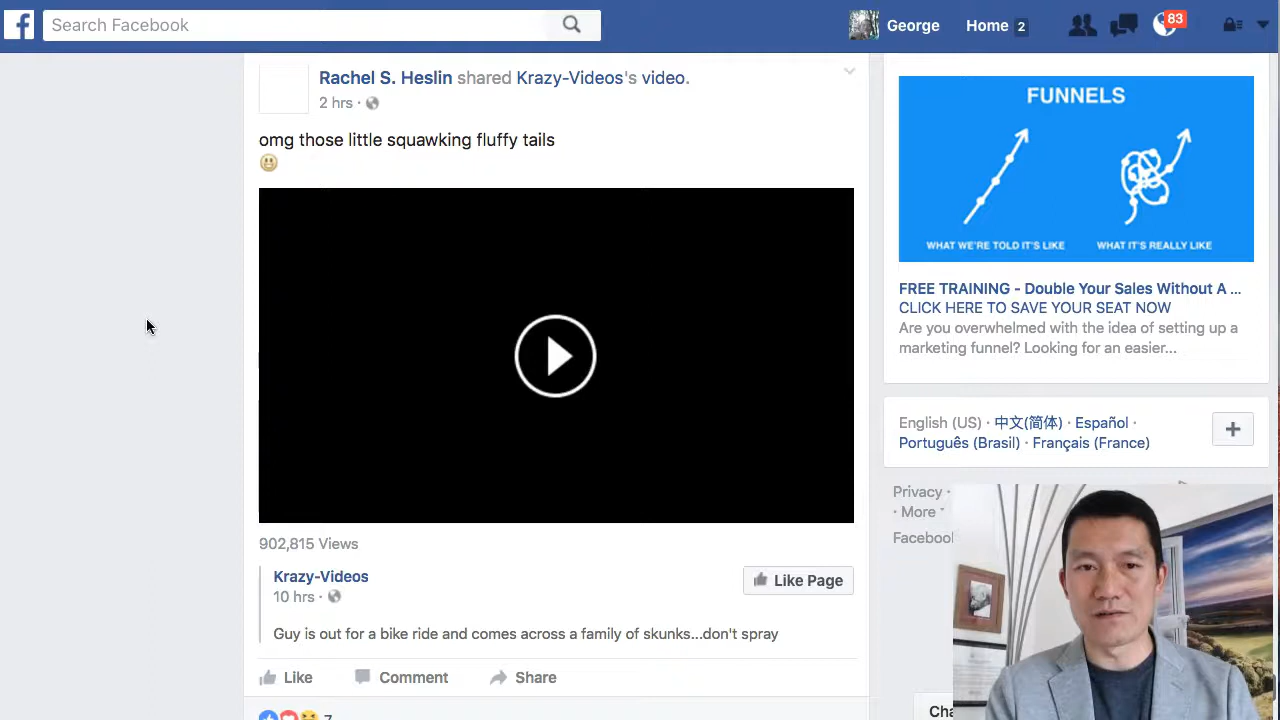 Search Facebook
George
Home 2
83
Rachel S. Heslin shared Krazy-Videos's video.
2 hrs ·
omg those little squawking fluffy tails
902,815 Views
Krazy-Videos
10 hrs ·
Like Page
Guy is out for a bike ride and comes across a family of skunks...don't spray
Like
Comment
Share
7
FUNNELS
WHAT WE'RE TOLD IT'S LIKE
WHAT IT'S REALLY LIKE
FREE TRAINING - Double Your Sales Without A ...
CLICK HERE TO SAVE YOUR SEAT NOW
Are you overwhelmed with the idea of setting up a
marketing funnel? Looking for an easier...
English (US) · 中文(简体) · Español ·
Português (Brasil) · Français (France)
Privacy ·
· More
Facebook